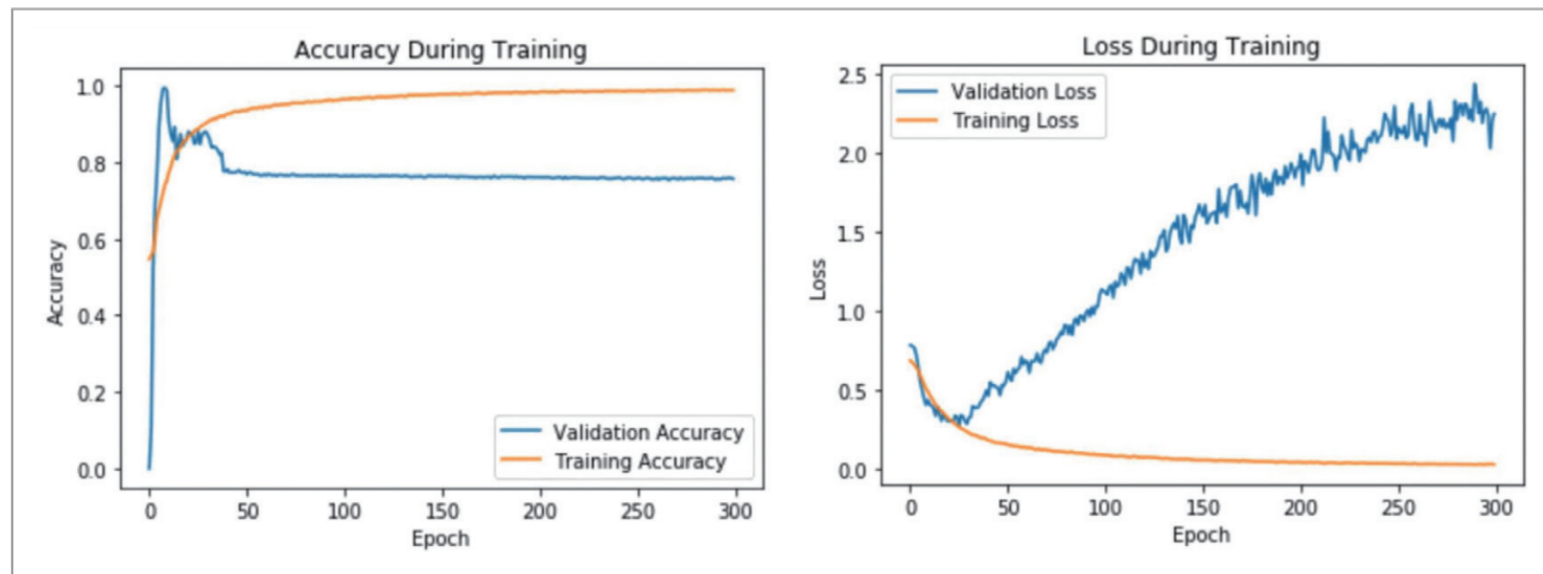 Accuracy During Training
1.0
0.8
0.6
0.4
0.2
0.0
Accuracy
Validation Accuracy
Training Accuracy
0 50 100 150 200 250 300
Epoch
Loss During Training
2.5
2.0
1.5
1.0
0.5
0.0
Loss
Validation Loss
Training Loss
0 50 100 150 200 250 300
Epoch